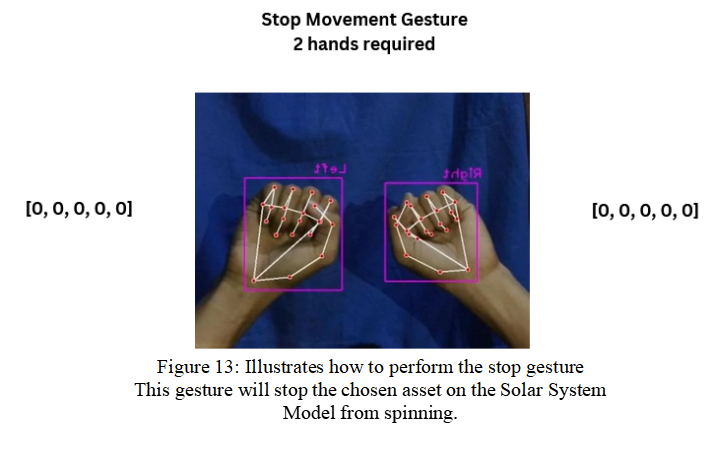 Stop Movement Gesture
2 hands required
Left
Right
[0, 0, 0, 0, 0]
[0, 0, 0, 0, 0]
Figure 13: Illustrates how to perform the stop gesture
This gesture will stop the chosen asset on the Solar System
Model from spinning.